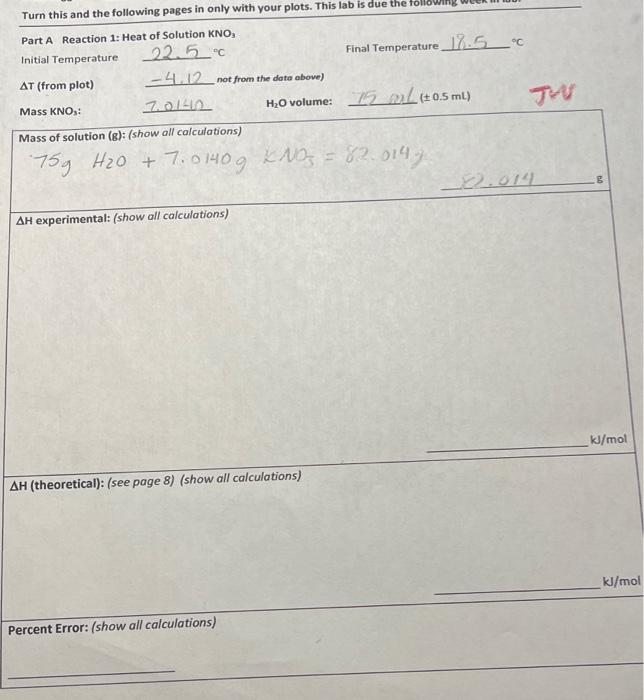 Turn this and the following pages in only with your plots. This lab is due the following week in lab.
Part A Reaction 1: Heat of Solution KNO₃
Initial Temperature 22.5 °C Final Temperature 18.5 °C
ΔT (from plot) -4.12 not from the data above)
Mass KNO₃: 7.0140 H₂O volume: 75 mL (± 0.5 mL) JW
Mass of solution (g): (show all calculations)
75g H2O + 7.0140g KNO3 = 82.014g
82.014 g
ΔH experimental: (show all calculations)
kJ/mol
ΔH (theoretical): (see page 8) (show all calculations)
kJ/mol
Percent Error: (show all calculations)